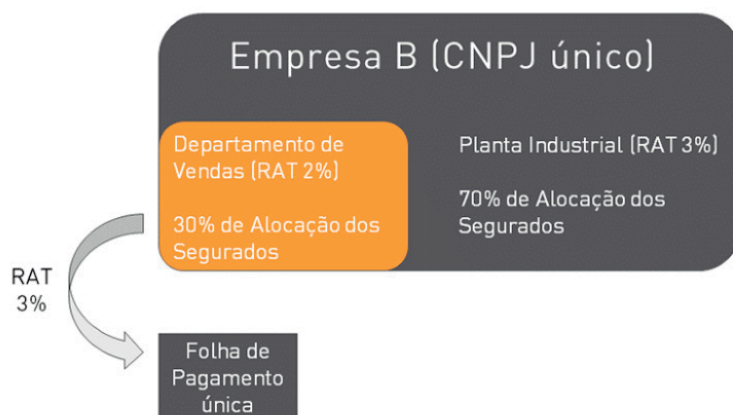 Empresa B (CNPJ único)
Departamento de
Vendas (RAT 2%)
30% de Alocação dos
Segurados
Planta Industrial (RAT 3%)
70% de Alocação dos
Segurados
RAT
3%
Folha de
Pagamento
única